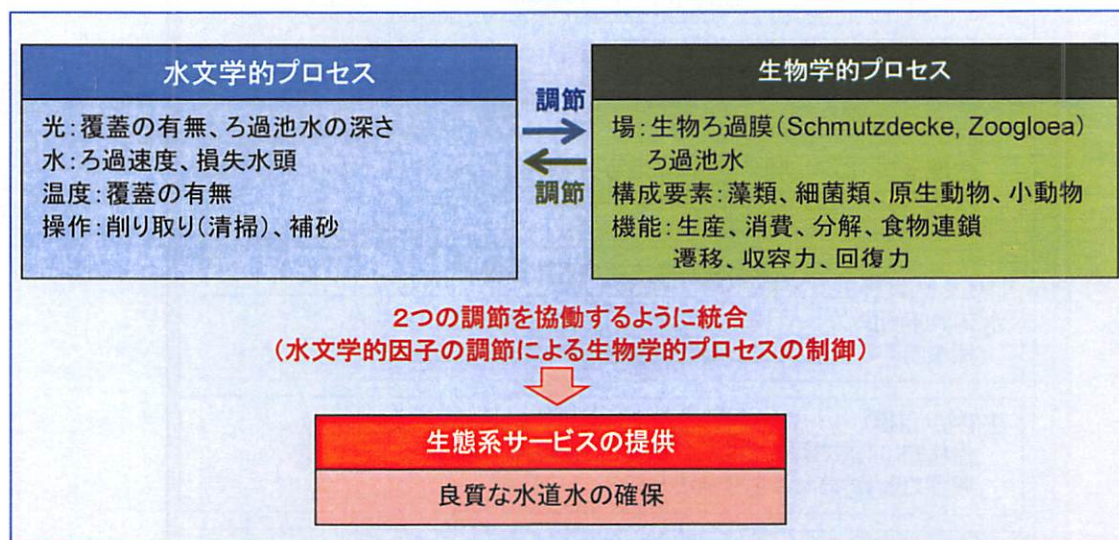 水文学的プロセス
光：覆蓋の有無、ろ過池水の深さ
水：ろ過速度、損失水頭
温度：覆蓋の有無
操作：削り取り(清掃)、補砂
調節
調節
生物学的プロセス
場：生物ろ過膜(Schmutzdecke, Zoogloea)
ろ過池水
構成要素：藻類、細菌類、原生動物、小動物
機能：生産、消費、分解、食物連鎖
遷移、収容力、回復力
2つの調節を協働するように統合
(水文学的因子の調節による生物学的プロセスの制御)
生態系サービスの提供
良質な水道水の確保